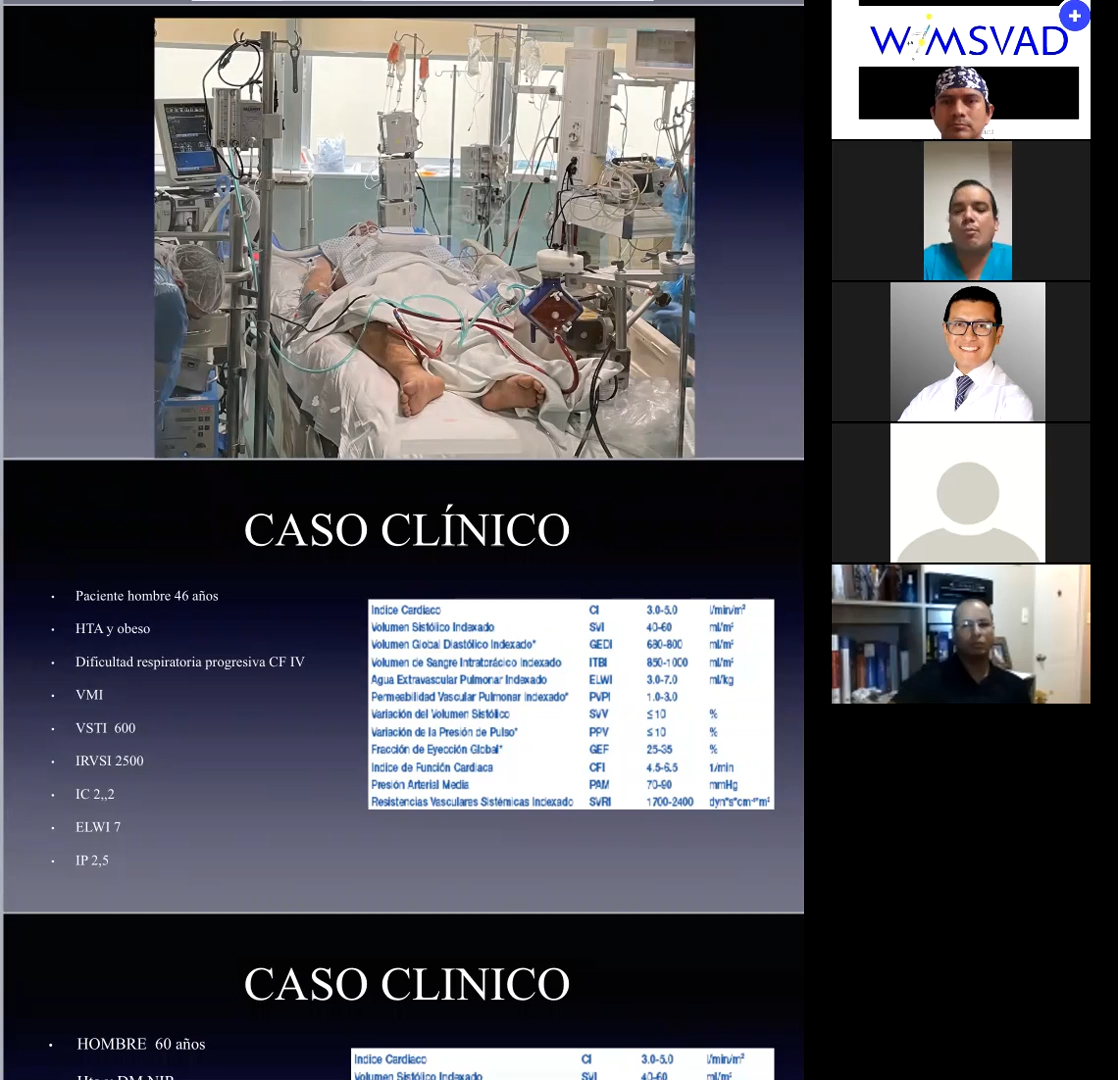 WiMSVAD
CASO CLÍNICO
• Paciente hombre 46 años
• HTA y obeso
• Dificultad respiratoria progresiva CF IV
• VMI
• VSTI 600
• IRVSI 2500
• IC 2,,2
• ELWI 7
• IP 2,5
Indice Cardiaco CI 3.0-5.0 l/min/m²
Volumen Sistólico Indexado SVI 40-60 ml/m²
Volumen Global Diastólico Indexado* GEDI 680-800 ml/m²
Volumen de Sangre Intratorácico Indexado ITBI 850-1000 ml/m²
Agua Extravascular Pulmonar Indexado ELWI 3.0-7.0 ml/kg
Permeabilidad Vascular Pulmonar Indexado* PVPI 1.0-3.0
Variación del Volumen Sistólico SVV ≤10 %
Variación de la Presión de Pulso* PPV ≤10 %
Fracción de Eyección Global* GEF 25-35 %
Indice de Función Cardiaca CFI 4.5-6.5 1/min
Presión Arterial Media PAM 70-90 mmHg
Resistencias Vasculares Sistémicas Indexado SVRI 1700-2400 dyn*s*cm⁻⁵*m²
CASO CLINICO
• HOMBRE 60 años
Hta y DM NIR
Indice Cardiaco CI 3.0-5.0 l/min/m²
Volumen Sistólico Indexado SVI 40-60 ml/m²